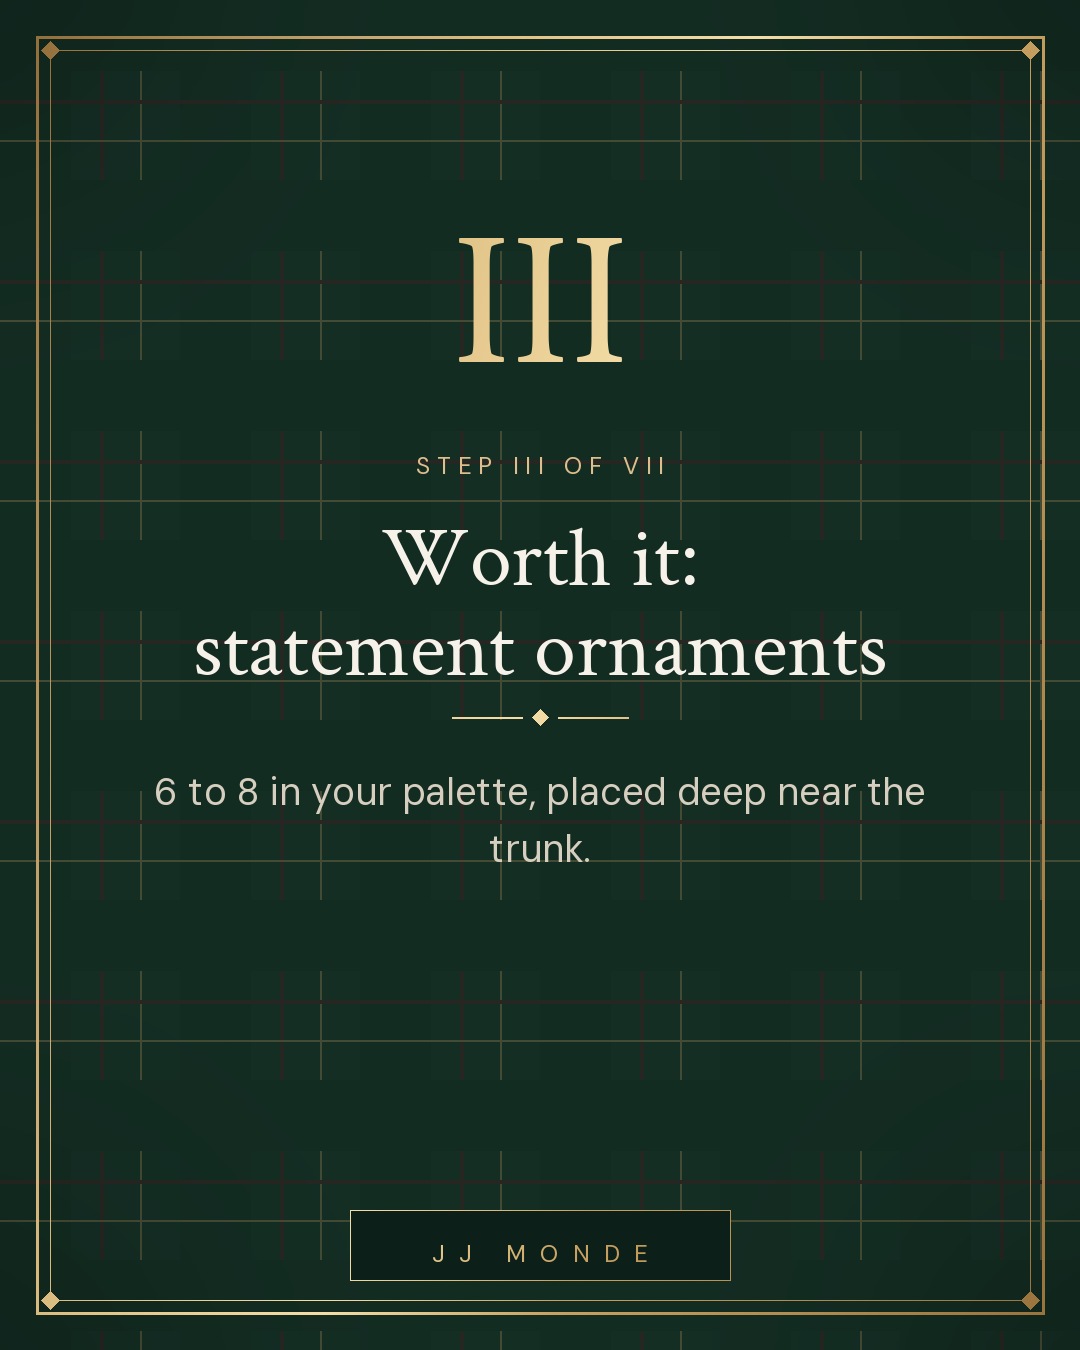 III
STEP III OF VII
Worth it:
statement ornaments
6 to 8 in your palette, placed deep near the
trunk.
JJ MONDE